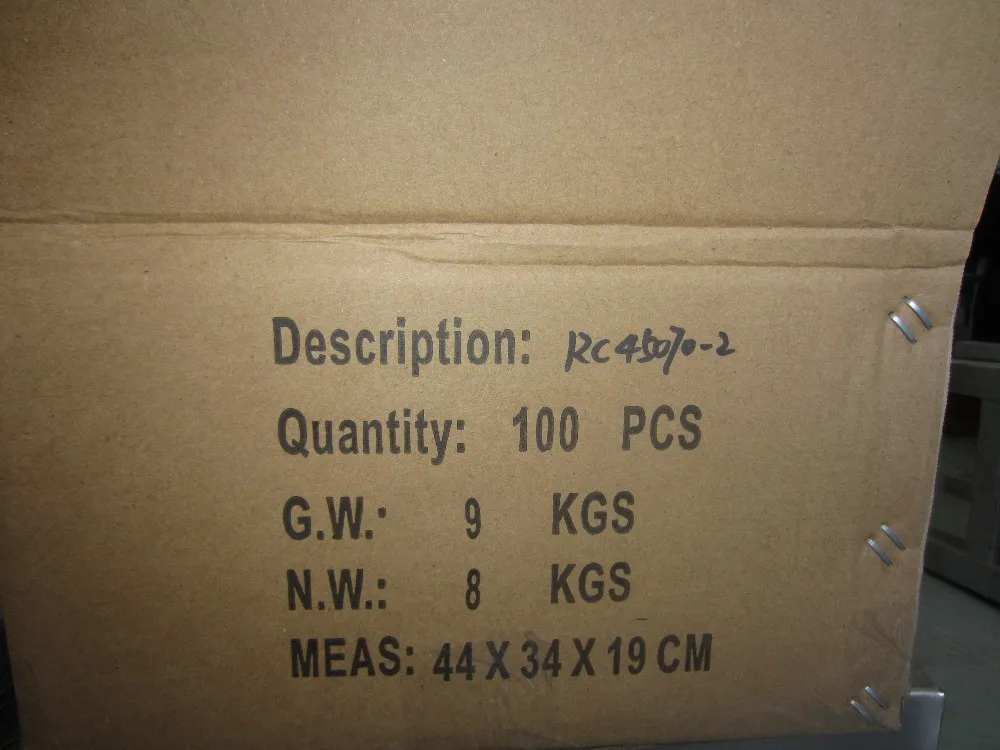 Description: RC45070-2
Quantity: 100 PCS
G.W.: 9 KGS
N.W.: 8 KGS
MEAS: 44 X 34 X 19 CM